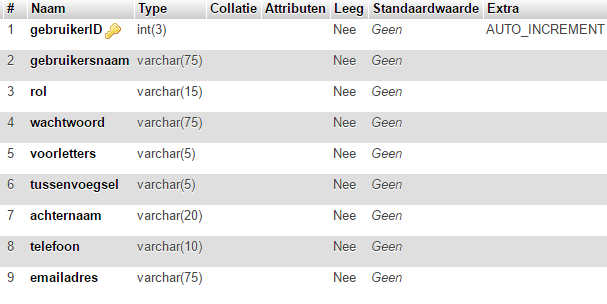 # Naam Type Collatie Attributen Leeg Standaardwaarde Extra
1 gebruikerID int(3) Nee Geen AUTO_INCREMENT
2 gebruikersnaam varchar(75) Nee Geen
3 rol varchar(15) Nee Geen
4 wachtwoord varchar(75) Nee Geen
5 voorletters varchar(5) Nee Geen
6 tussenvoegsel varchar(5) Nee Geen
7 achternaam varchar(20) Nee Geen
8 telefoon varchar(10) Nee Geen
9 emailadres varchar(75) Nee Geen